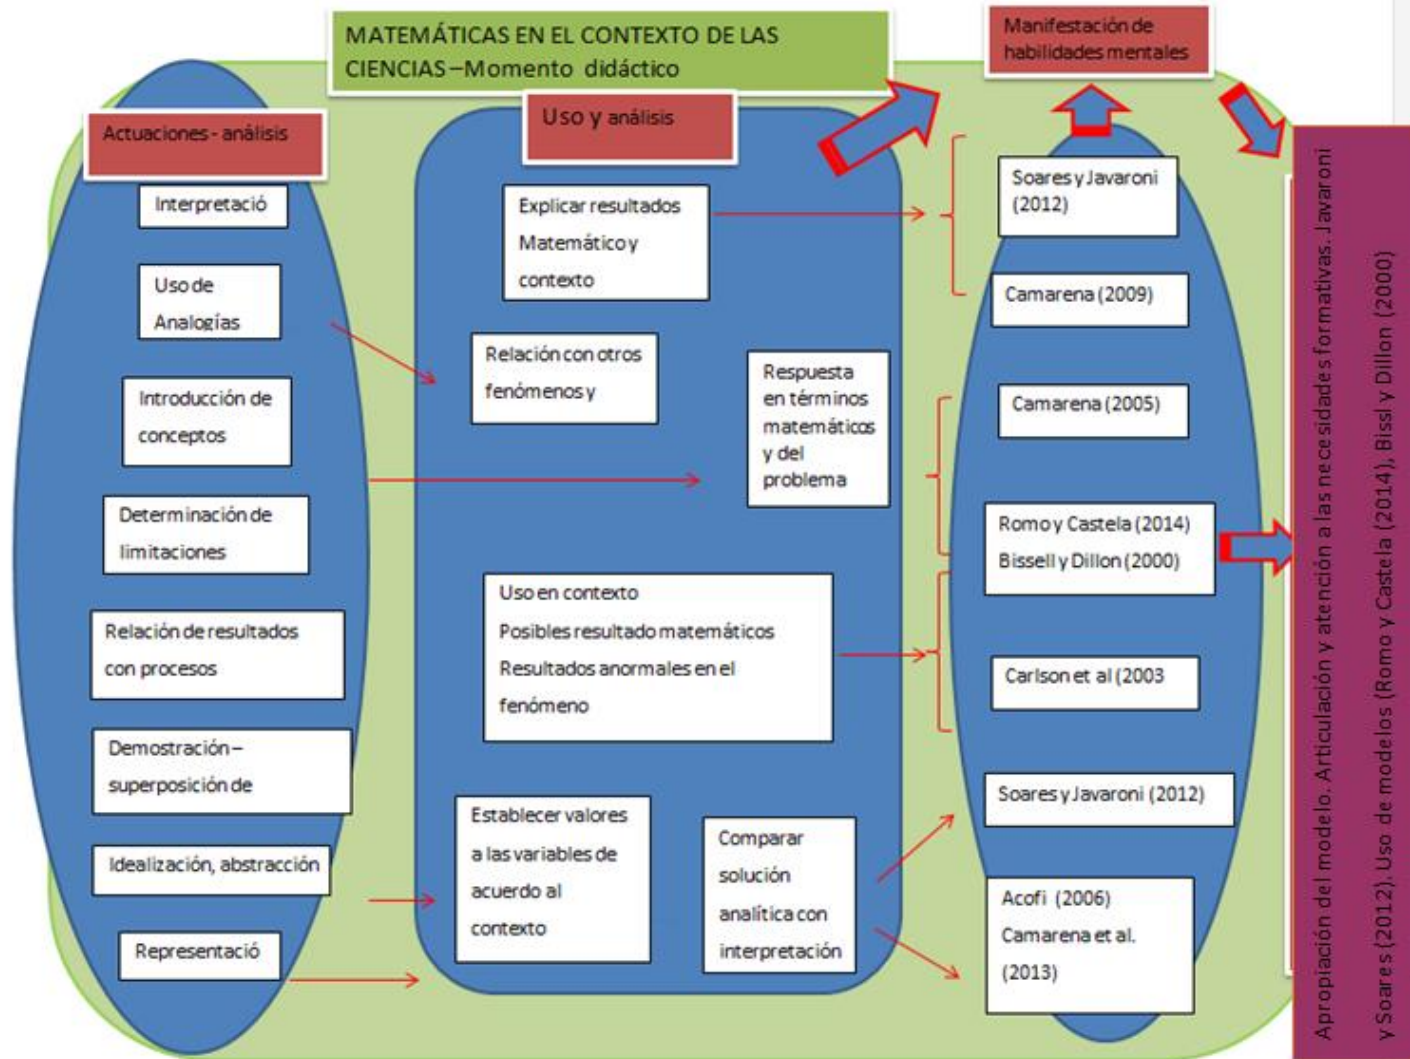 MATEMÁTICAS EN EL CONTEXTO DE LAS
CIENCIAS –Momento didáctico
Manifestación de
habilidades mentales
Actuaciones - análisis
Interpretació
Uso de
Analogías
Introducción de
conceptos
Determinación de
limitaciones
Relación de resultados
con procesos
Demostración –
superposición de
Idealización, abstracción
Representació
Uso y análisis
Explicar resultados
Matemático y
contexto
Relación con otros
fenómenos y
Respuesta
en términos
matemáticos
y del
problema
Uso en contexto
Posibles resultado matemáticos
Resultados anormales en el
fenómeno
Establecer valores
a las variables de
acuerdo al
contexto
Comparar
solución
analítica con
interpretación
Soares y Javaroni
(2012)
Camarena (2009)
Camarena (2005)
Romo y Castela (2014)
Bissell y Dillon (2000)
Carlson et al (2003
Soares y Javaroni (2012)
Acofi (2006)
Camarena et al.
(2013)
Apropiación del modelo. Articulación y atención a las necesidades formativas. Javaroni
y Soares (2012). Uso de modelos (Romo y Castela (2014), Bissl y Dillon (2000)